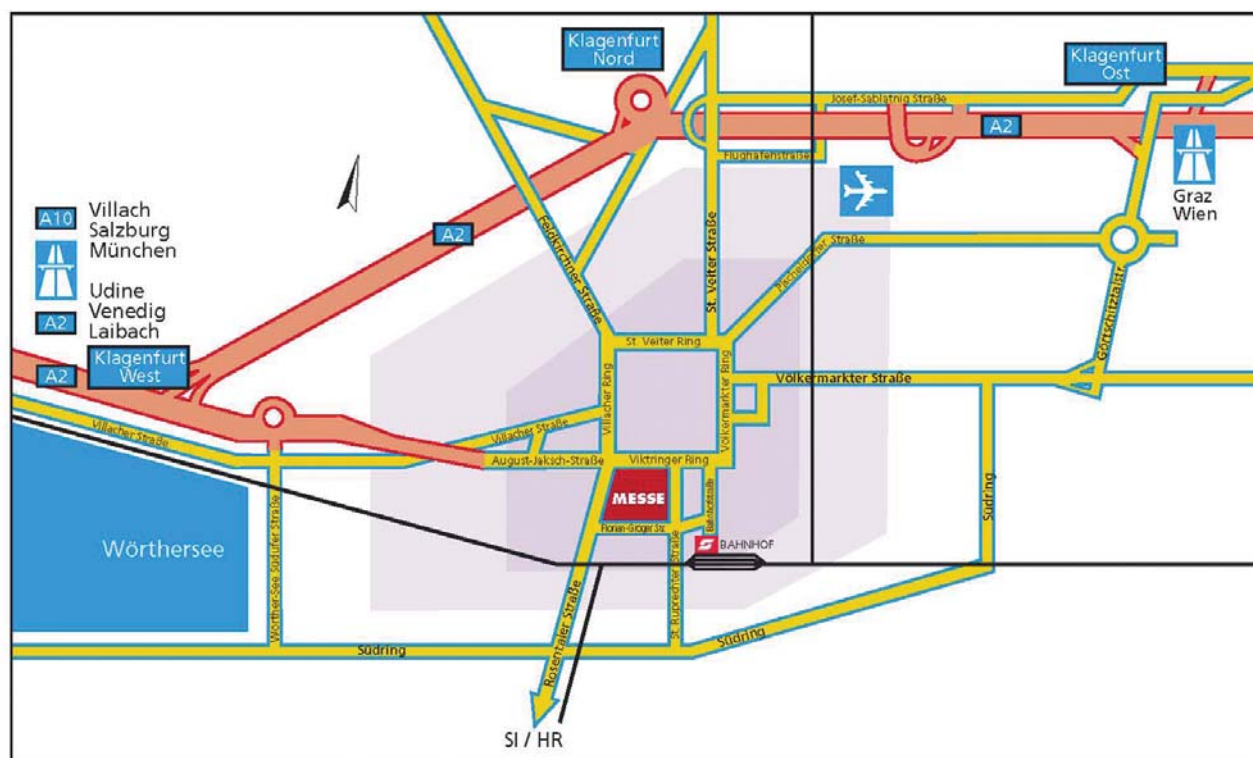 Klagenfurt
Nord
Klagenfurt
Ost
Josef-Sablatnig Straße
A2
Flughafenstraße
Graz
Wien
A10
Villach
Salzburg
München
Udine
Venedig
Laibach
A2
A2
Feldkirchner Straße
St. Veiter Straße
Pischeldorfer Straße
Görtschitztalstr.
A2
Klagenfurt
West
St. Veiter Ring
Villacher Ring
Völkermarkter Ring
Völkermarkter Straße
Villacher Straße
Villacher Straße
August-Jaksch-Straße
Viktringer Ring
MESSE
Bahnhofstraße
Florian-Gröger Str.
BAHNHOF
Südring
Wörthersee
Wörther-See Südufer Straße
St. Ruprechter Straße
Rosentaler Straße
Südring
Südring
SI / HR